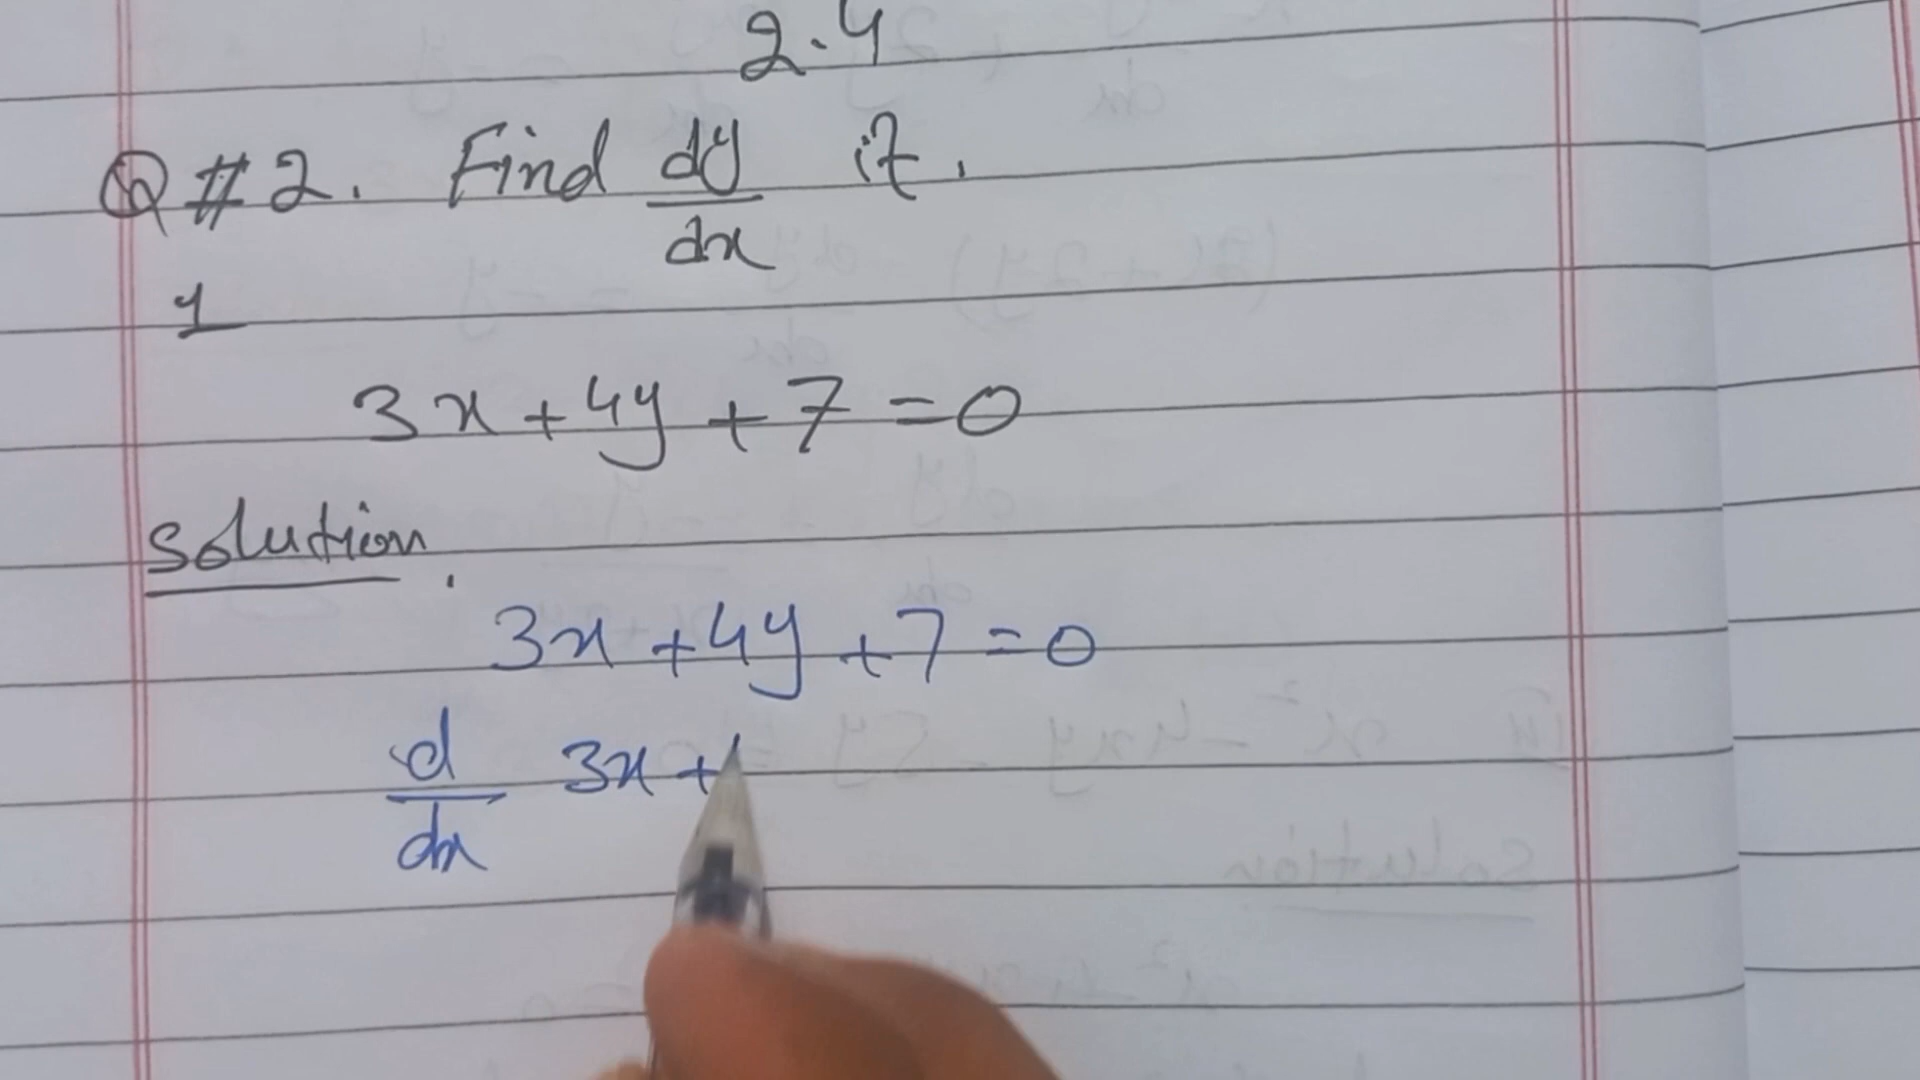 2.4
Q#2. Find dy/dx if.
1
3x+4y+7=0
Solution.
3x+4y+7=0
d/dx 3x+